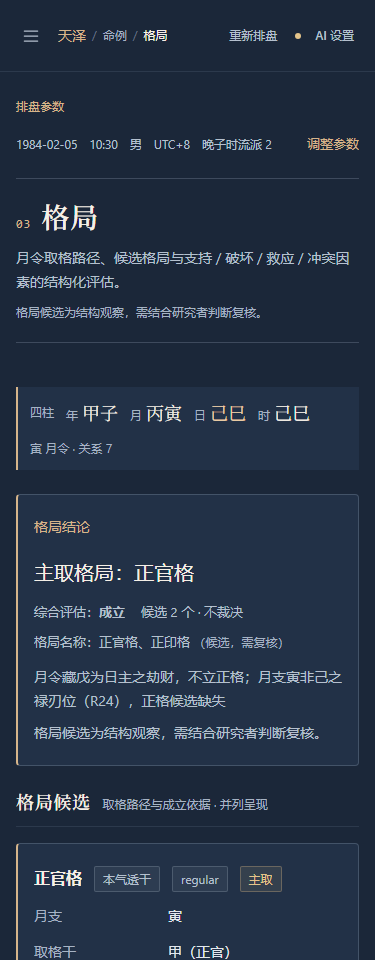 天泽 / 命例 / 格局 重新排盘 AI 设置
排盘参数
1984-02-05 10:30 男 UTC+8 晚子时流派 2 调整参数
03 格局
月令取格路径、候选格局与支持 / 破坏 / 救应 / 冲突因
素的结构化评估。
格局候选为结构观察，需结合研究者判断复核。
四柱 年 甲子 月 丙寅 日 己巳 时 己巳
寅 月令 · 关系 7
格局结论
主取格局：正官格
综合评估：成立 候选 2 个 · 不裁决
格局名称：正官格、正印格 （候选，需复核）
月令藏戊为日主之劫财，不立正格；月支寅非己之
禄刃位（R24），正格候选缺失
格局候选为结构观察，需结合研究者判断复核。
格局候选 取格路径与成立依据 · 并列呈现
正官格 本气透干 regular 主取
月支 寅
取格干 甲（正官）